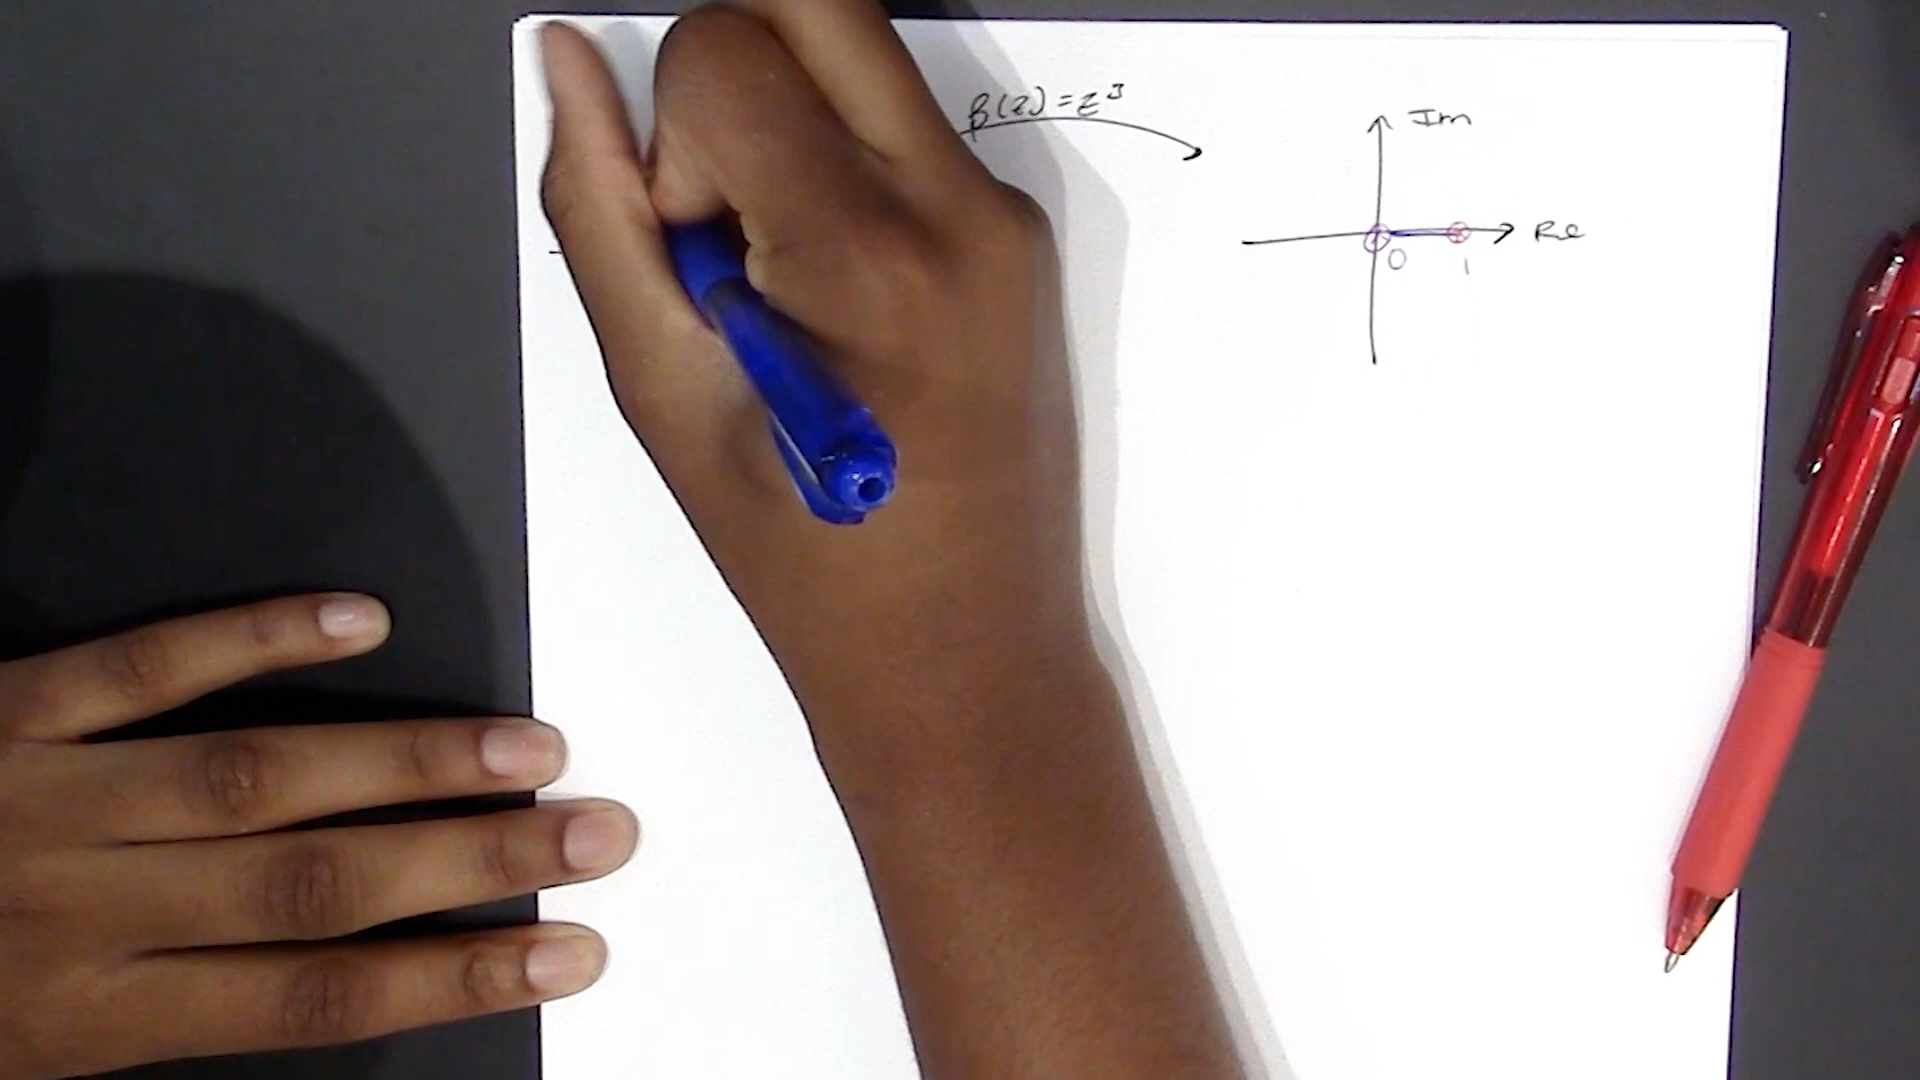 β(z) = z³
Im
Re
0
1